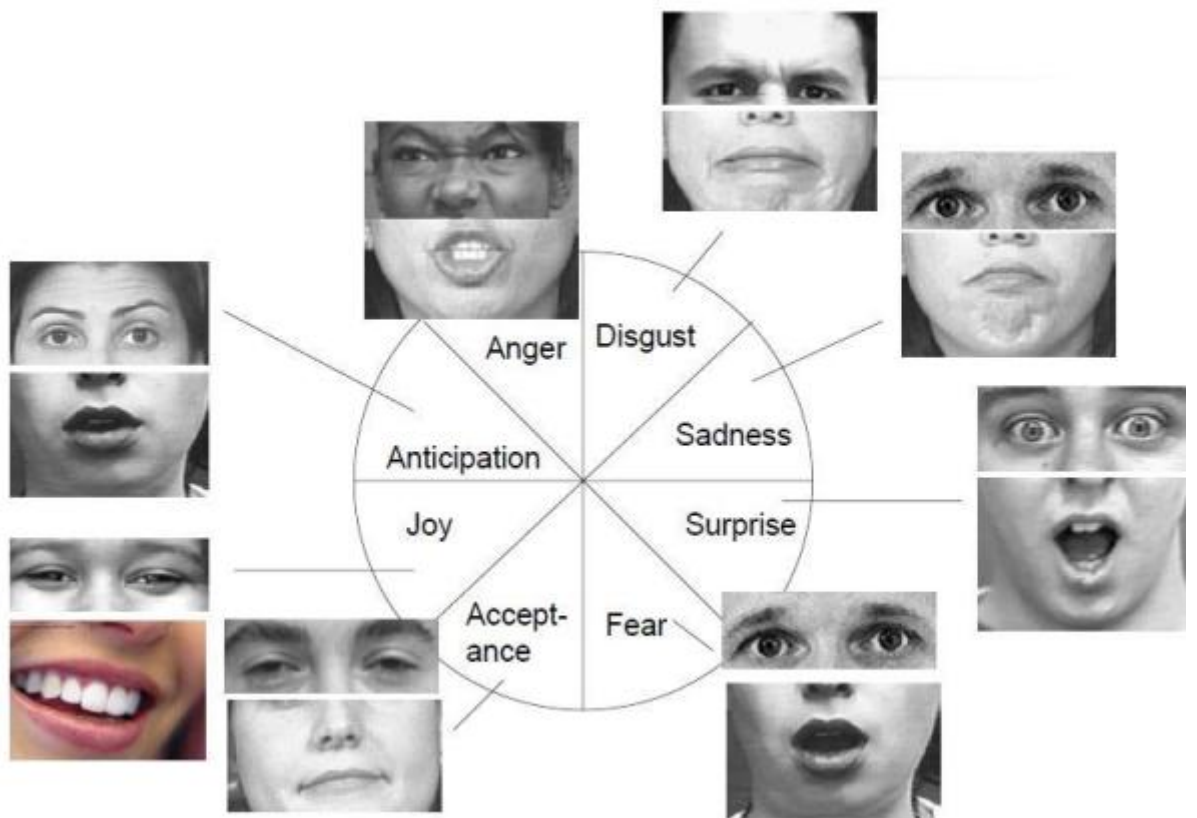 Anger
Disgust
Anticipation
Sadness
Joy
Surprise
Accept-
ance
Fear